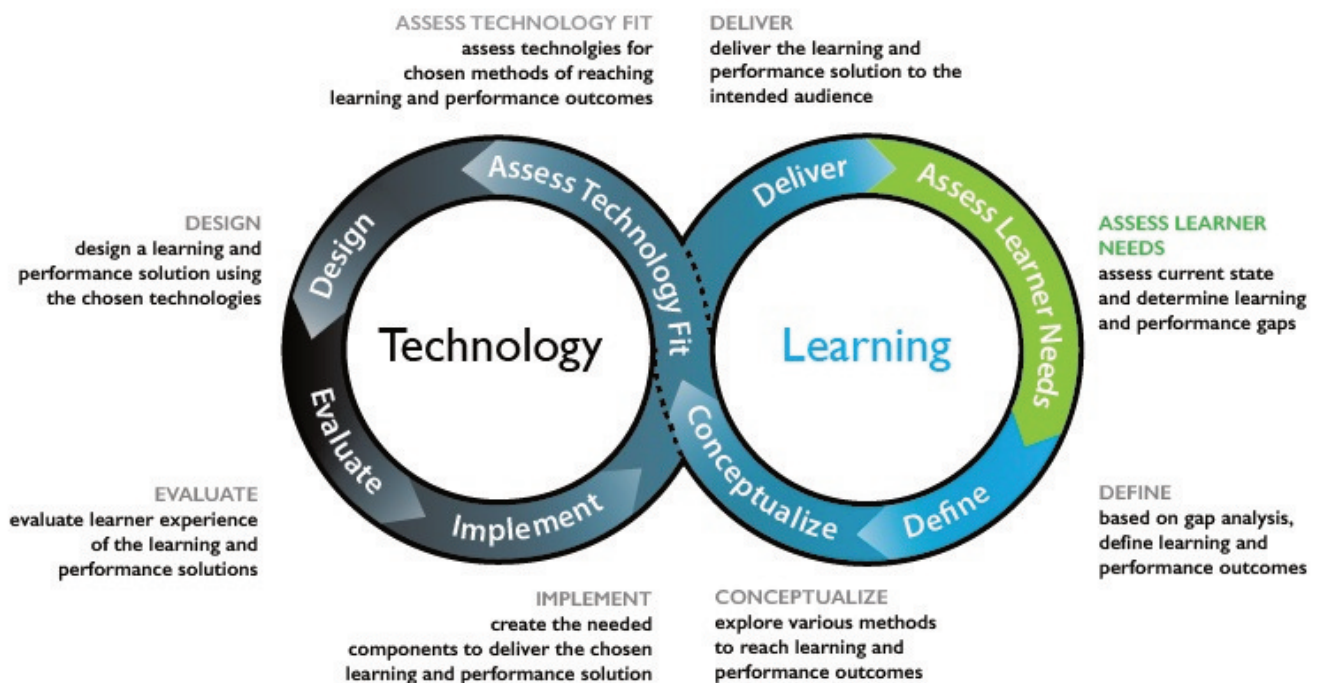 ASSESS TECHNOLOGY FIT
assess technolgies for
chosen methods of reaching
learning and performance outcomes
DELIVER
deliver the learning and
performance solution to the
intended audience
Assess Technology Fit
Deliver
Assess Learner Needs
Design
DESIGN
design a learning and
performance solution using
the chosen technologies
Technology
Learning
ASSESS LEARNER
NEEDS
assess current state
and determine learning
and performance gaps
Evaluate
Implement
Conceptualize
Define
EVALUATE
evaluate learner experience
of the learning and
performance solutions
DEFINE
based on gap analysis,
define learning and
performance outcomes
IMPLEMENT
create the needed
components to deliver the chosen
learning and performance solution
CONCEPTUALIZE
explore various methods
to reach learning and
performance outcomes